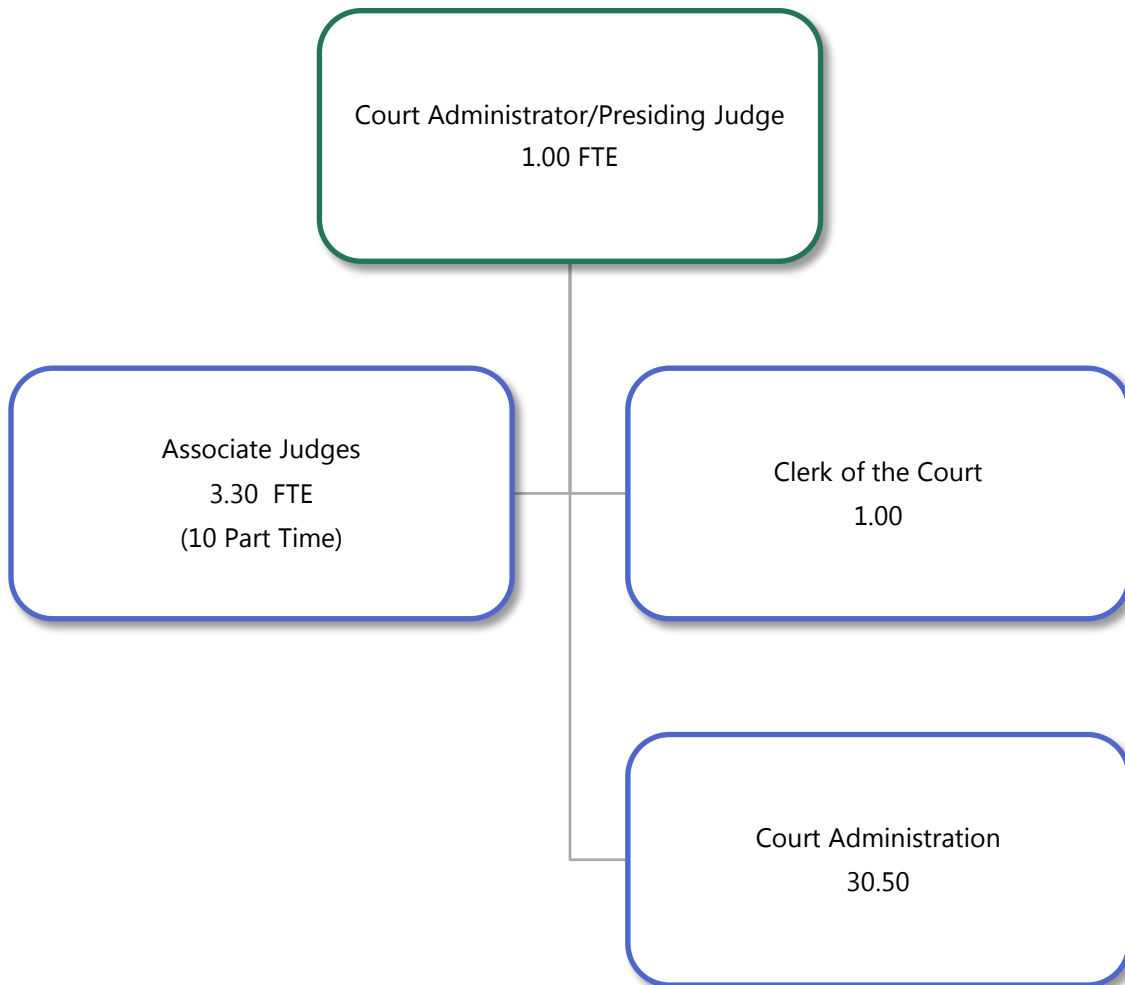 Court Administrator/Presiding Judge
1.00 FTE
Associate Judges
3.30  FTE
(10 Part Time)
Clerk of the Court
1.00
Court Administration
30.50